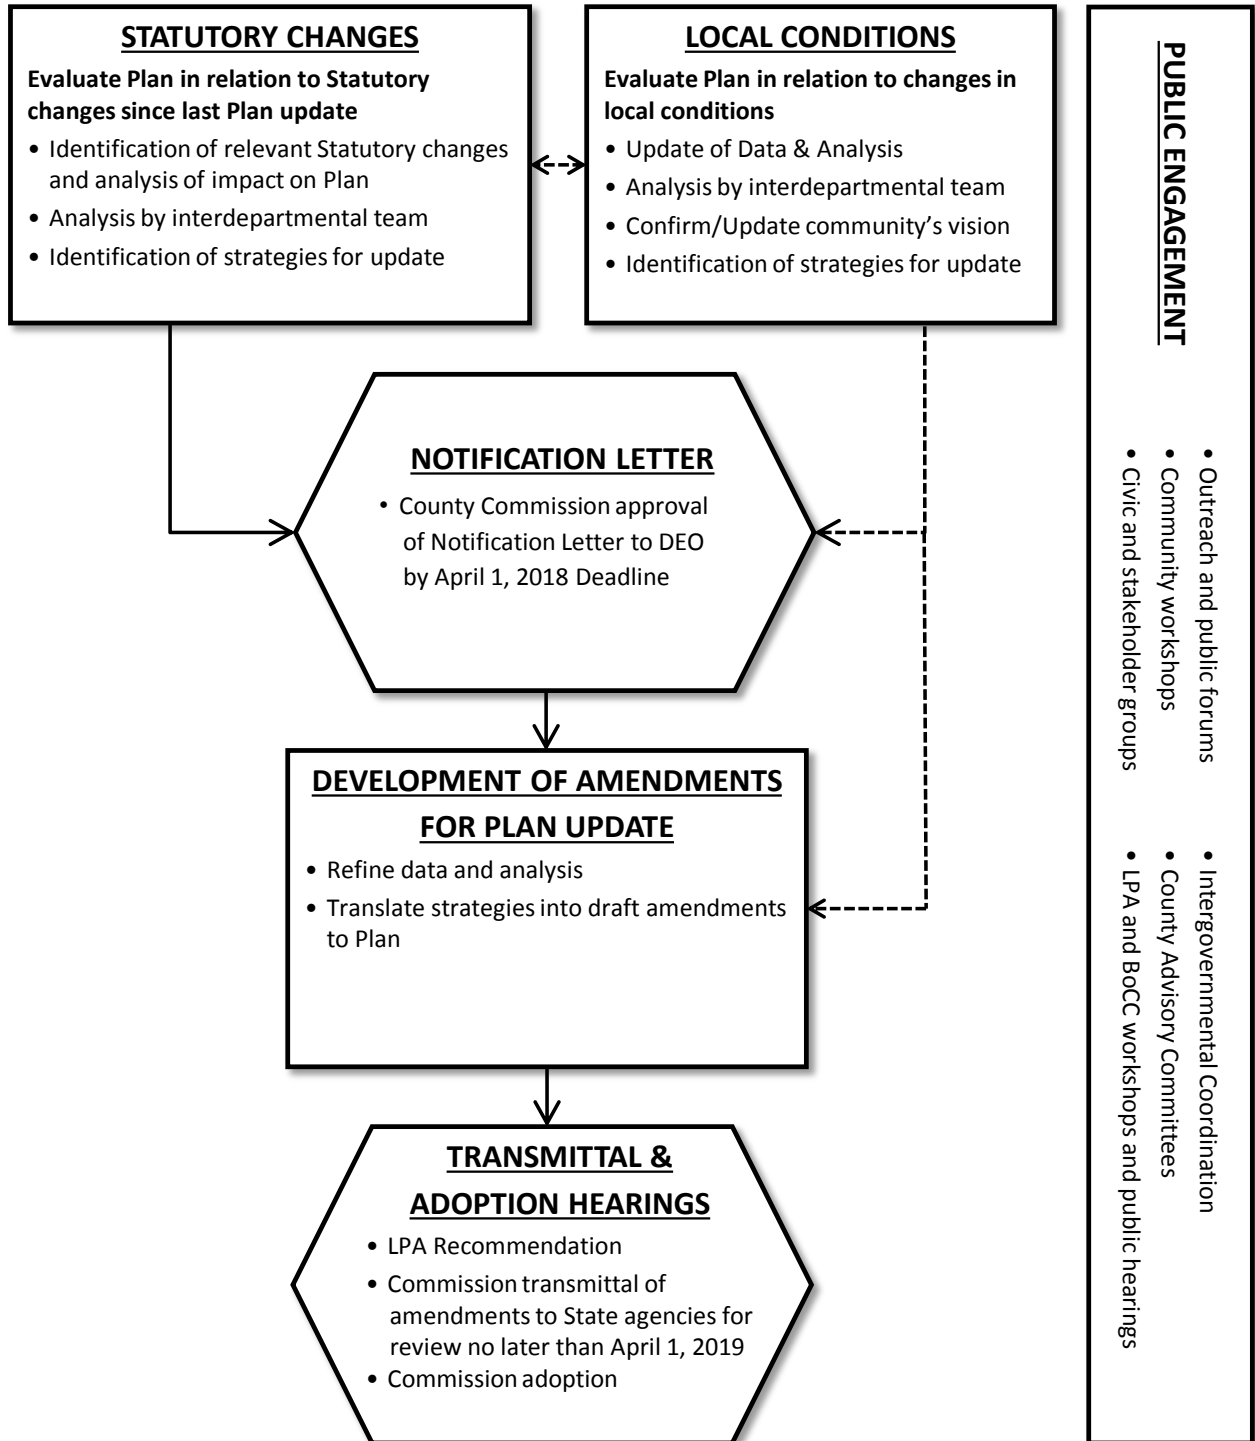 STATUTORY CHANGES
Evaluate Plan in relation to Statutory
changes since last Plan update
• Identification of relevant Statutory changes
and analysis of impact on Plan
• Analysis by interdepartmental team
• Identification of strategies for update
LOCAL CONDITIONS
Evaluate Plan in relation to changes in
local conditions
• Update of Data & Analysis
• Analysis by interdepartmental team
• Confirm/Update community’s vision
• Identification of strategies for update
NOTIFICATION LETTER
• County Commission approval
of Notification Letter to DEO
by April 1, 2018 Deadline
DEVELOPMENT OF AMENDMENTS
FOR PLAN UPDATE
• Refine data and analysis
• Translate strategies into draft amendments
to Plan
TRANSMITTAL &
ADOPTION HEARINGS
• LPA Recommendation
• Commission transmittal of
amendments to State agencies for
review no later than April 1, 2019
• Commission adoption
PUBLIC ENGAGEMENT
• Outreach and public forums
• Community workshops
• Civic and stakeholder groups
• Intergovernmental Coordination
• County Advisory Committees
• LPA and BoCC workshops and public hearings